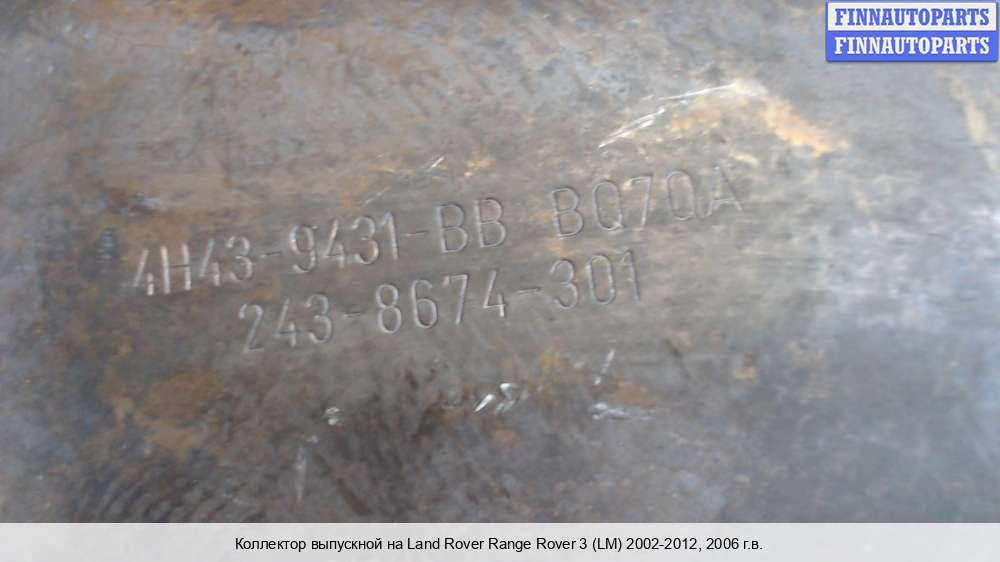 FINNAUTOPARTS
FINNAUTOPARTS
4H43-9431-BB BQ7QA
243-8674-301
Коллектор выпускной на Land Rover Range Rover 3 (LM) 2002-2012, 2006 г.в.